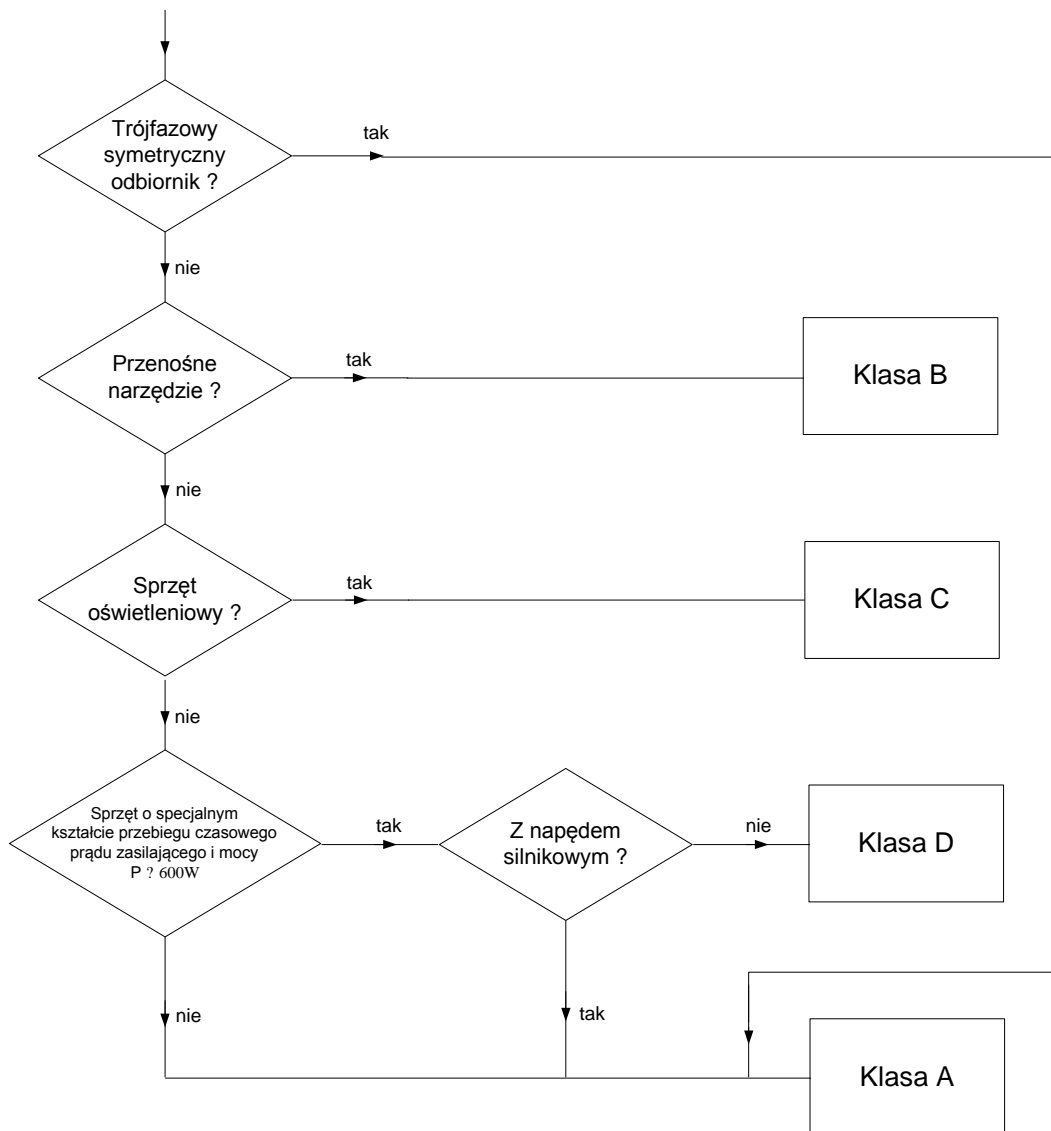 Trójfazowy
symetryczny
odbiornik ?
tak
nie
Przenośne
narzędzie ?
tak
Klasa B
nie
Sprzęt
oświetleniowy ?
tak
Klasa C
nie
Sprzęt o specjalnym
kształcie przebiegu czasowego
prądu zasilającego i mocy
P ? 600W
tak
Z napędem
silnikowym ?
nie
Klasa D
nie
tak
Klasa A